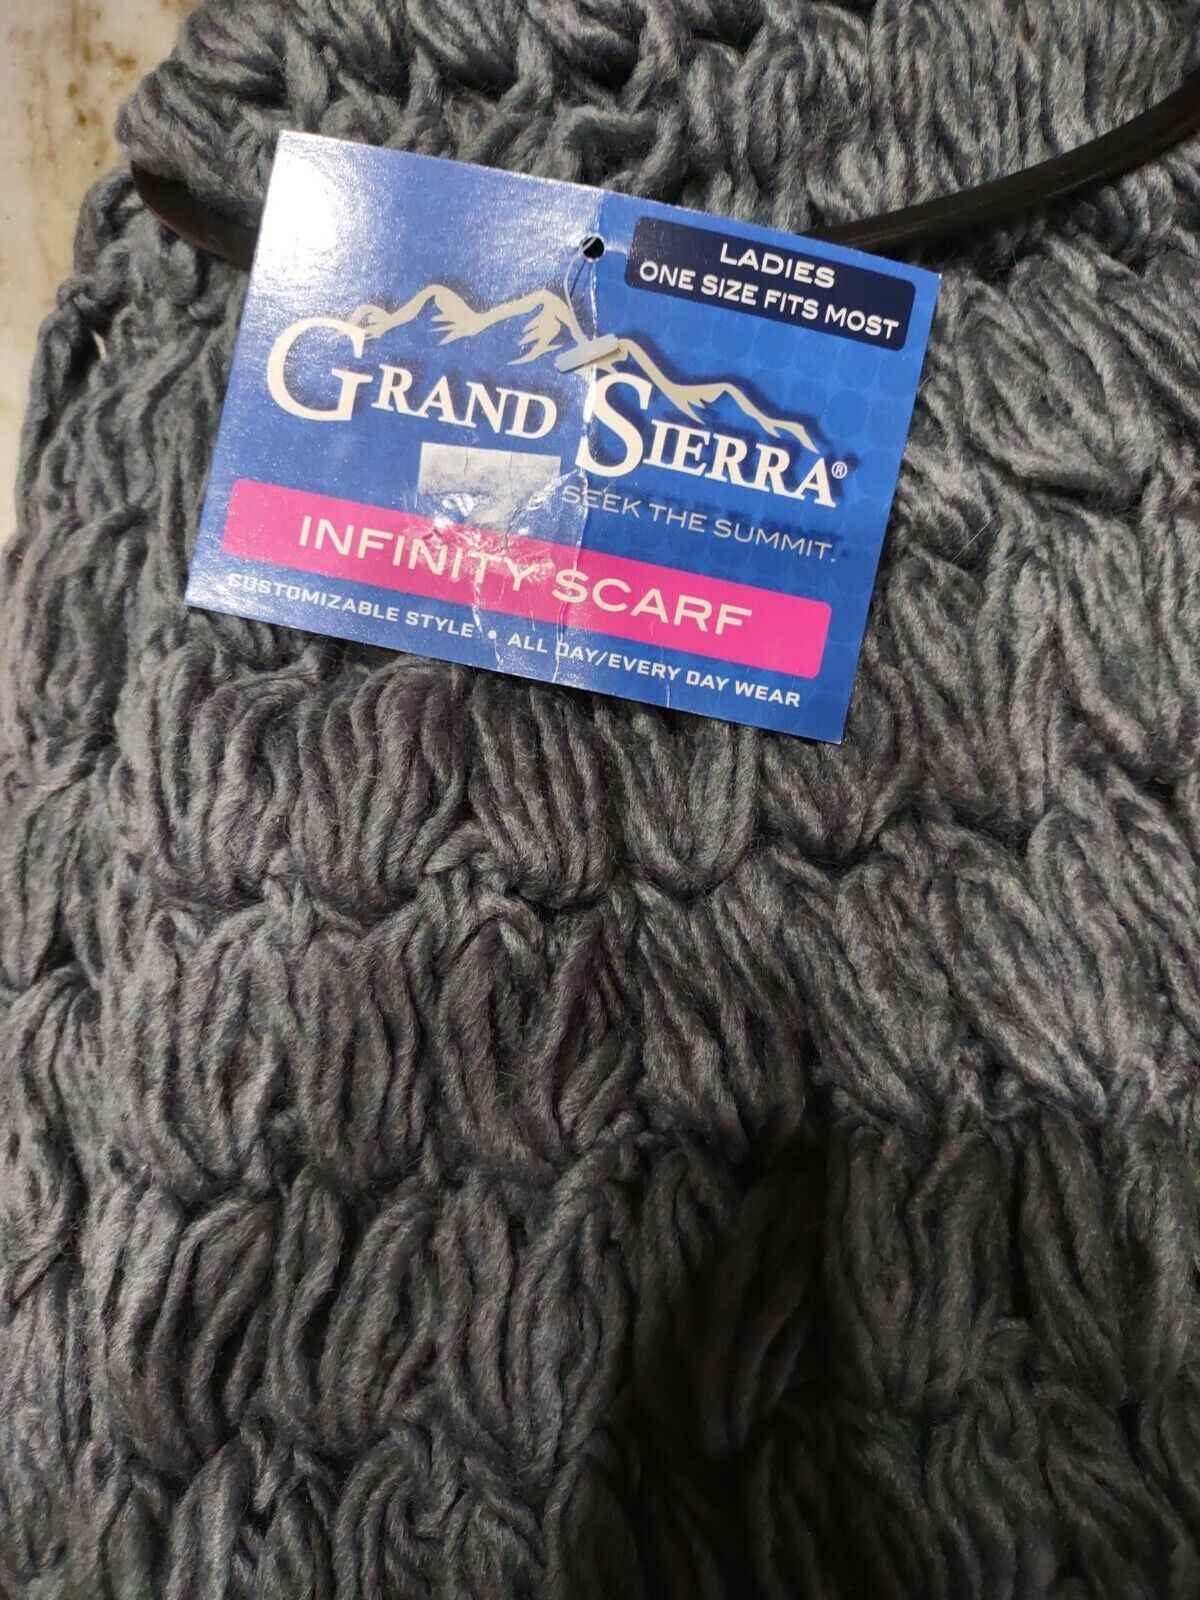 LADIES
ONE SIZE FITS MOST
GRAND SIERRA®
SEEK THE SUMMIT.
INFINITY SCARF
CUSTOMIZABLE STYLE • ALL DAY/EVERY DAY WEAR